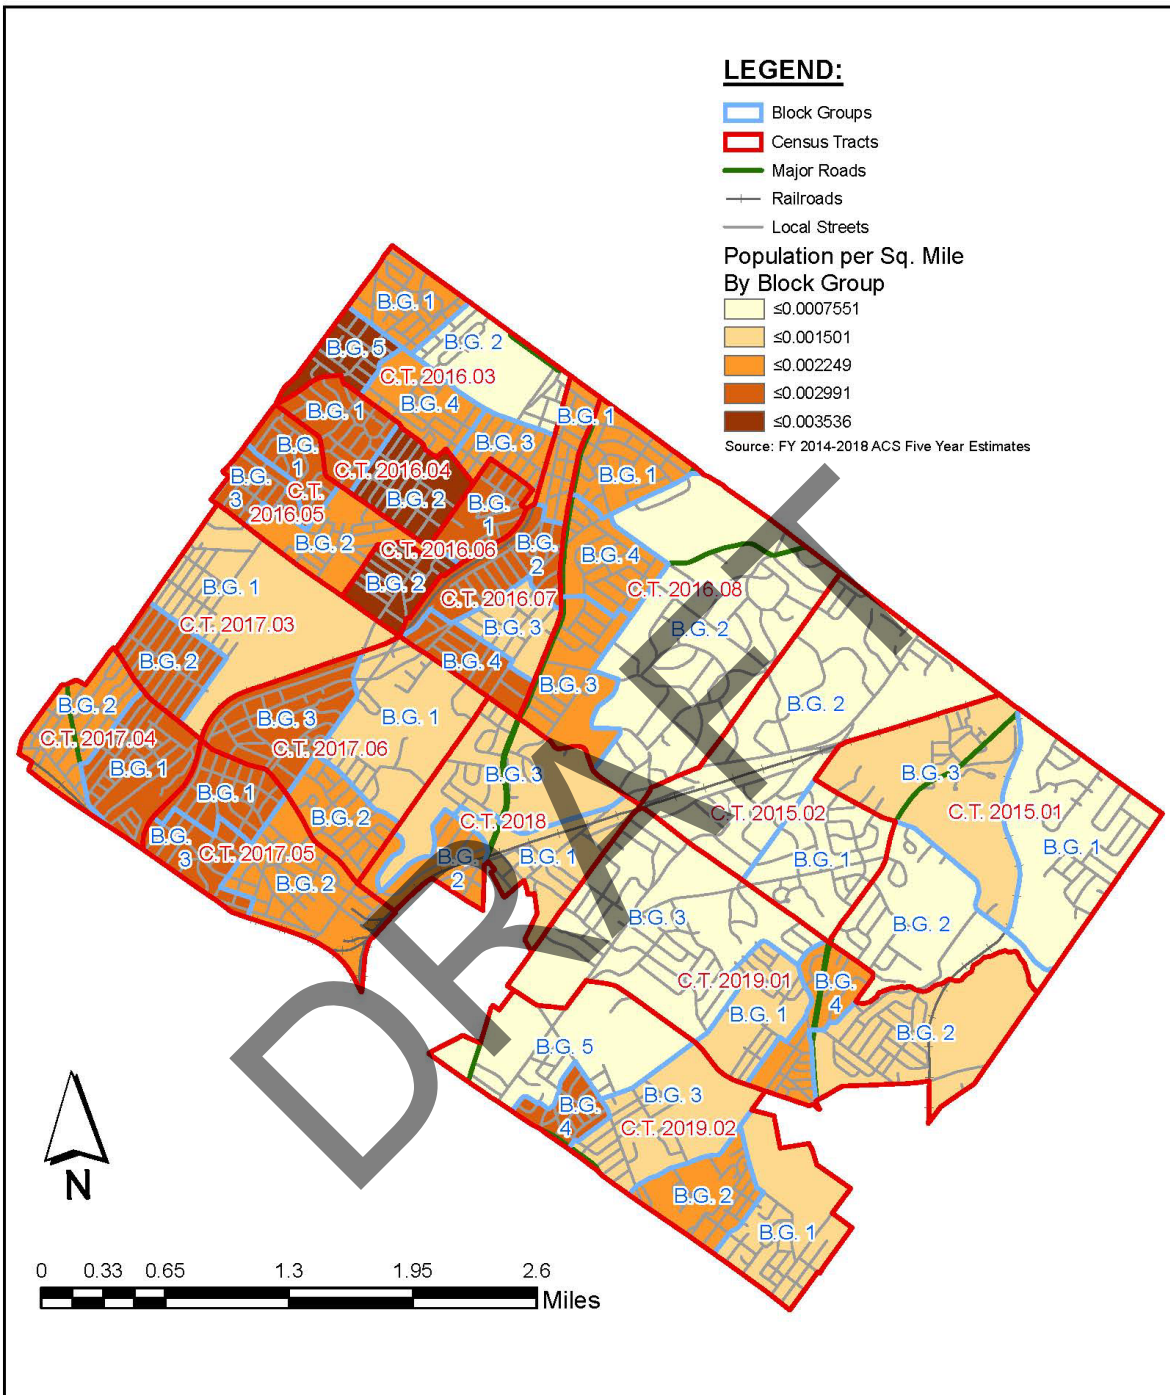 LEGEND:
Block Groups
Census Tracts
Major Roads
Railroads
Local Streets
Population per Sq. Mile
By Block Group
≤0.0007551
≤0.001501
≤0.002249
≤0.002991
≤0.003536
Source: FY 2014-2018 ACS Five Year Estimates
B.G. 1
B.G. 2
B.G. 5
C.T. 2016.03
B.G. 4
B.G. 1
B.G. 1
B.G. 3
B.G.
1
C.T. 2016.04
B.G. 1
B.G.
3
C.T.
2016.05
B.G. 2
B.G.
1
B.G. 2
C.T. 2016.06
B.G.
2
B.G. 4
B.G. 2
C.T. 2016.07
C.T. 2016.08
B.G. 1
C.T. 2017.03
B.G. 3
B.G. 2
B.G. 2
B.G. 4
B.G. 3
B.G. 2
B.G. 2
C.T. 2017.04
B.G. 3
B.G. 1
C.T. 2017.06
B.G. 1
B.G. 3
B.G. 3
C.T. 2015.01
B.G. 1
B.G. 2
C.T. 2018
C.T. 2015.02
B.G. 3
C.T. 2017.05
B.G.
2
B.G. 1
B.G. 1
B.G. 1
B.G. 2
B.G. 3
B.G. 2
C.T. 2019.01
B.G.
4
B.G. 1
B.G. 2
B.G. 5
B.G. 3
B.G.
4
C.T. 2019.02
B.G. 2
B.G. 1
DRAFT
N
0 0.33 0.65 1.3 1.95 2.6
Miles